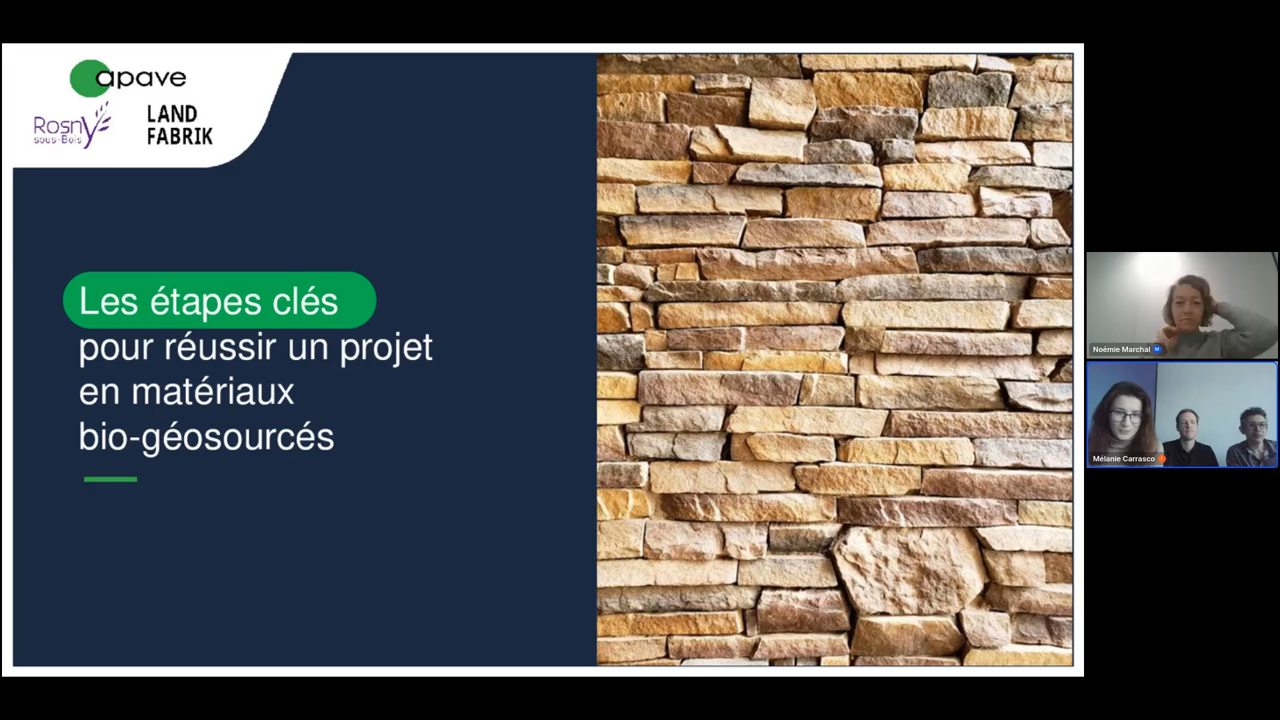 apave
Rosny
sous-Bois
LAND
FABRIK
Les étapes clés
pour réussir un projet
en matériaux
bio-géosourcés
Noémie Marchal M
Mélanie Carrasco